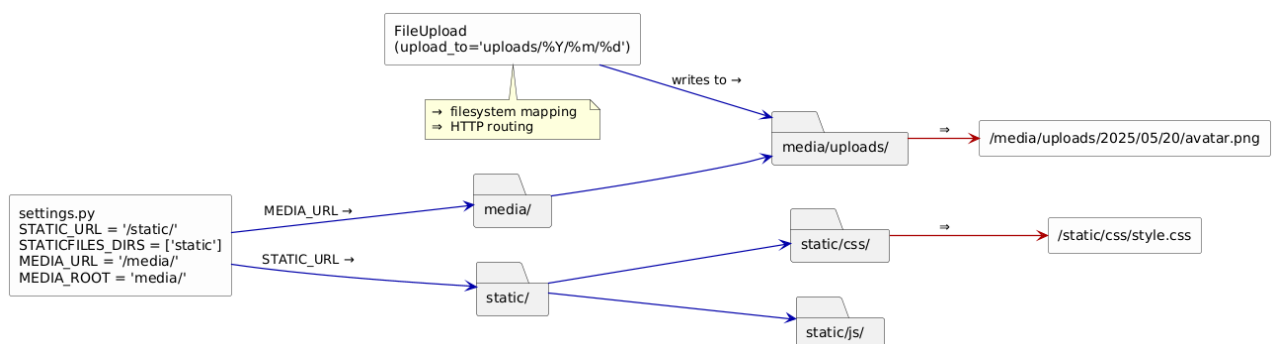 FileUpload
(upload_to='uploads/%Y/%m/%d')
writes to →
→ filesystem mapping
⇒ HTTP routing
media/uploads/
⇒
/media/uploads/2025/05/20/avatar.png
settings.py
STATIC_URL = '/static/'
STATICFILES_DIRS = ['static']
MEDIA_URL = '/media/'
MEDIA_ROOT = 'media/'
MEDIA_URL →
media/
STATIC_URL →
static/
static/css/
⇒
/static/css/style.css
static/js/